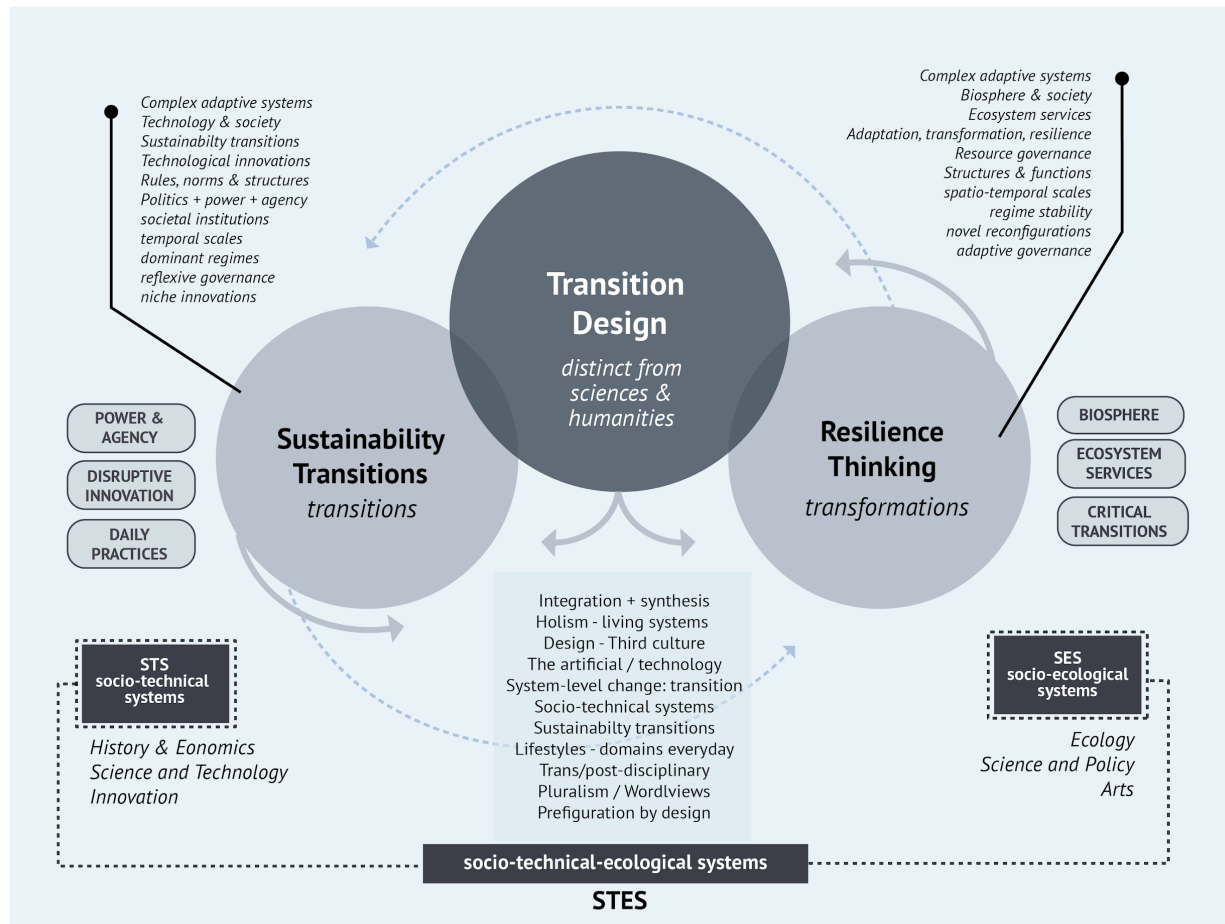 Complex adaptive systems
Technology & society
Sustainabilty transitions
Technological innovations
Rules, norms & structures
Politics + power + agency
societal institutions
temporal scales
dominant regimes
reflexive governance
niche innovations
Complex adaptive systems
Biosphere & society
Ecosystem services
Adaptation, transformation, resilience
Resource governance
Structures & functions
spatio-temporal scales
regime stability
novel reconfigurations
adaptive governance
Transition
Design
distinct from
sciences &
humanities
Sustainability
Transitions
transitions
Resilience
Thinking
transformations
POWER &
AGENCY
DISRUPTIVE
INNOVATION
DAILY
PRACTICES
BIOSPHERE
ECOSYSTEM
SERVICES
CRITICAL
TRANSITIONS
Integration + synthesis
Holism - living systems
Design - Third culture
The artificial / technology
System-level change: transition
Socio-technical systems
Sustainabilty transitions
Lifestyles - domains everyday
Trans/post-disciplinary
Pluralism / Wordlviews
Prefiguration by design
STS
socio-technical
systems
History & Eonomics
Science and Technology
Innovation
SES
socio-ecological
systems
Ecology
Science and Policy
Arts
socio-technical-ecological systems
STES